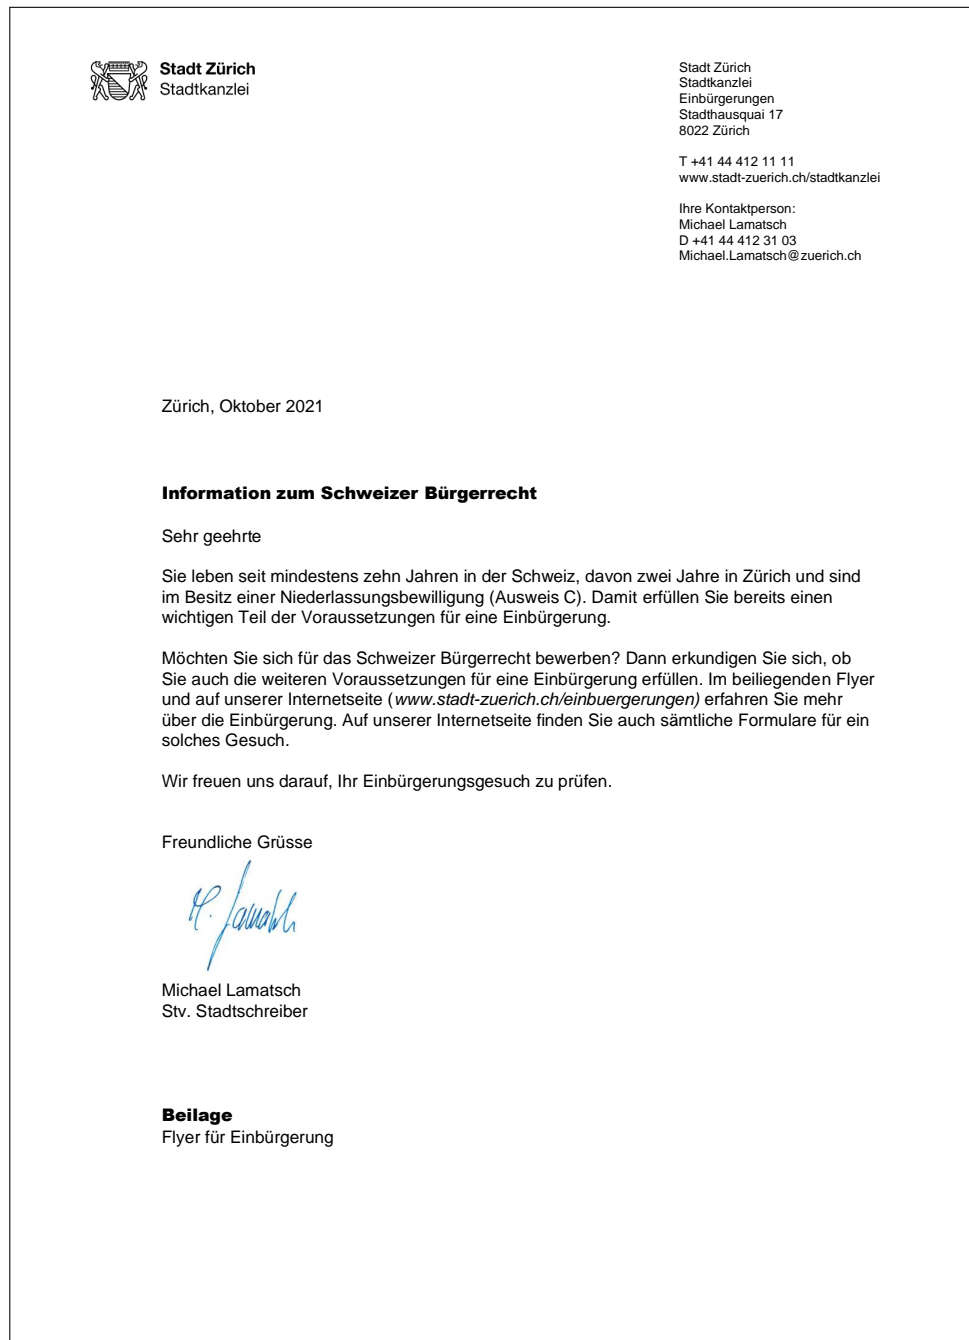 Stadt Zürich
Stadtkanzlei
Stadt Zürich
Stadtkanzlei
Einbürgerungen
Stadthausquai 17
8022 Zürich
T +41 44 412 11 11
www.stadt-zuerich.ch/stadtkanzlei
Ihre Kontaktperson:
Michael Lamatsch
D +41 44 412 31 03
Michael.Lamatsch@zuerich.ch
Zürich, Oktober 2021
Information zum Schweizer Bürgerrecht
Sehr geehrte
Sie leben seit mindestens zehn Jahren in der Schweiz, davon zwei Jahre in Zürich und sind
im Besitz einer Niederlassungsbewilligung (Ausweis C). Damit erfüllen Sie bereits einen
wichtigen Teil der Voraussetzungen für eine Einbürgerung.
Möchten Sie sich für das Schweizer Bürgerrecht bewerben? Dann erkundigen Sie sich, ob
Sie auch die weiteren Voraussetzungen für eine Einbürgerung erfüllen. Im beiliegenden Flyer
und auf unserer Internetseite (www.stadt-zuerich.ch/einbuergerungen) erfahren Sie mehr
über die Einbürgerung. Auf unserer Internetseite finden Sie auch sämtliche Formulare für ein
solches Gesuch.
Wir freuen uns darauf, Ihr Einbürgerungsgesuch zu prüfen.
Freundliche Grüsse
M. Lamatsch
Michael Lamatsch
Stv. Stadtschreiber
Beilage
Flyer für Einbürgerung